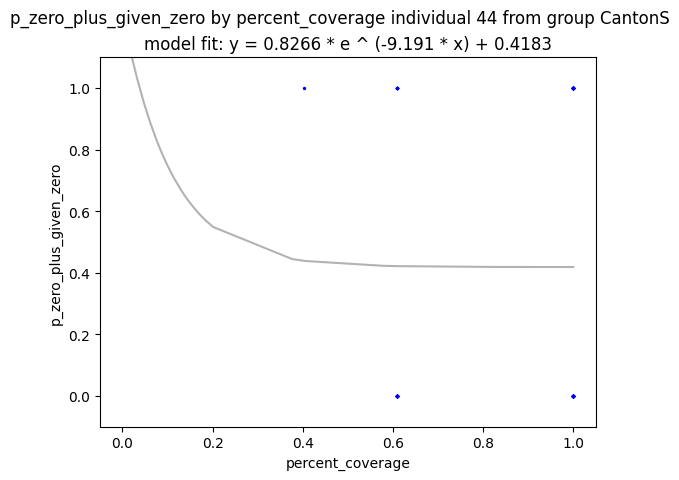 p_zero_plus_given_zero by percent_coverage individual 44 from group CantonS
model fit: y = 0.8266 * e ^ (-9.191 * x) + 0.4183
1.0
0.8
0.6
0.4
0.2
0.0
p_zero_plus_given_zero
0.0 0.2 0.4 0.6 0.8 1.0
percent_coverage